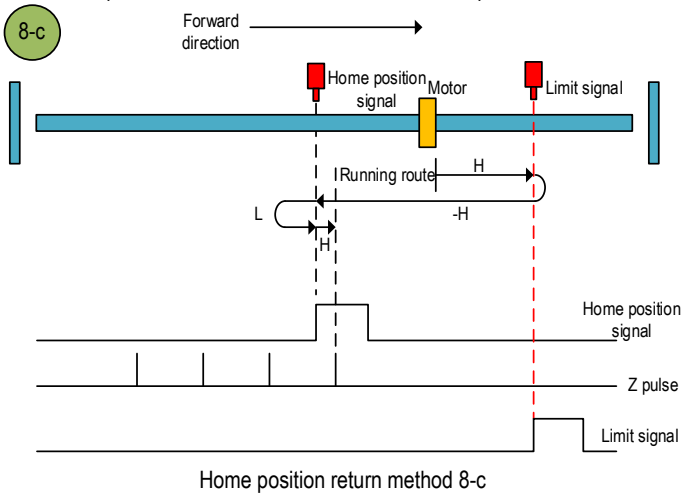 8-c
Forward
direction
Home position
signal
Motor
Limit signal
Running route
H
-H
L
H
Home position
signal
Z pulse
Limit signal
Home position return method 8-c